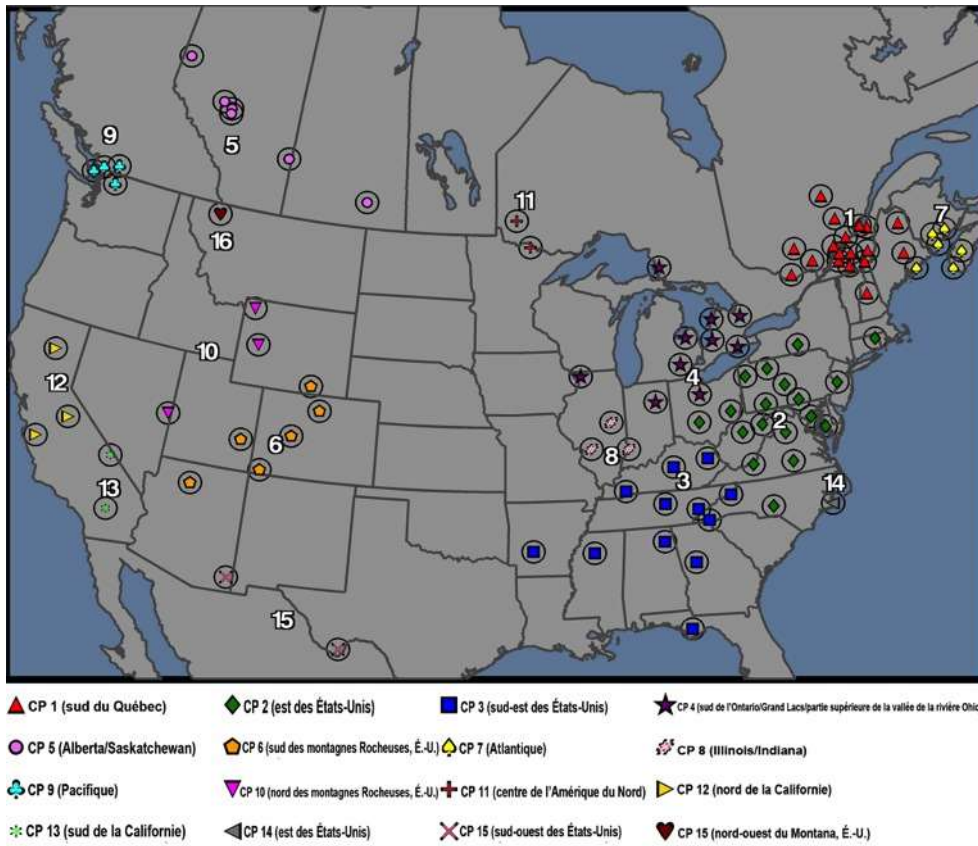 9
5
11
1
7
16
10
12
4
2
6
8
3
13
14
15
CP 1 (sud du Québec)
CP 2 (est des États-Unis)
CP 3 (sud-est des États-Unis)
CP 4 (sud de l'Ontario/Grand Lacs/partie supérieure de la vallée de la rivière Ohio
CP 5 (Alberta/Saskatchewan)
CP 6 (sud des montagnes Rocheuses, É.-U.)
CP 7 (Atlantique)
CP 8 (Illinois/Indiana)
CP 9 (Pacifique)
CP 10 (nord des montagnes Rocheuses, É.-U.)
CP 11 (centre de l'Amérique du Nord)
CP 12 (nord de la Californie)
CP 13 (sud de la Californie)
CP 14 (est des États-Unis)
CP 15 (sud-ouest des États-Unis)
CP 15 (nord-ouest du Montana, É.-U.)